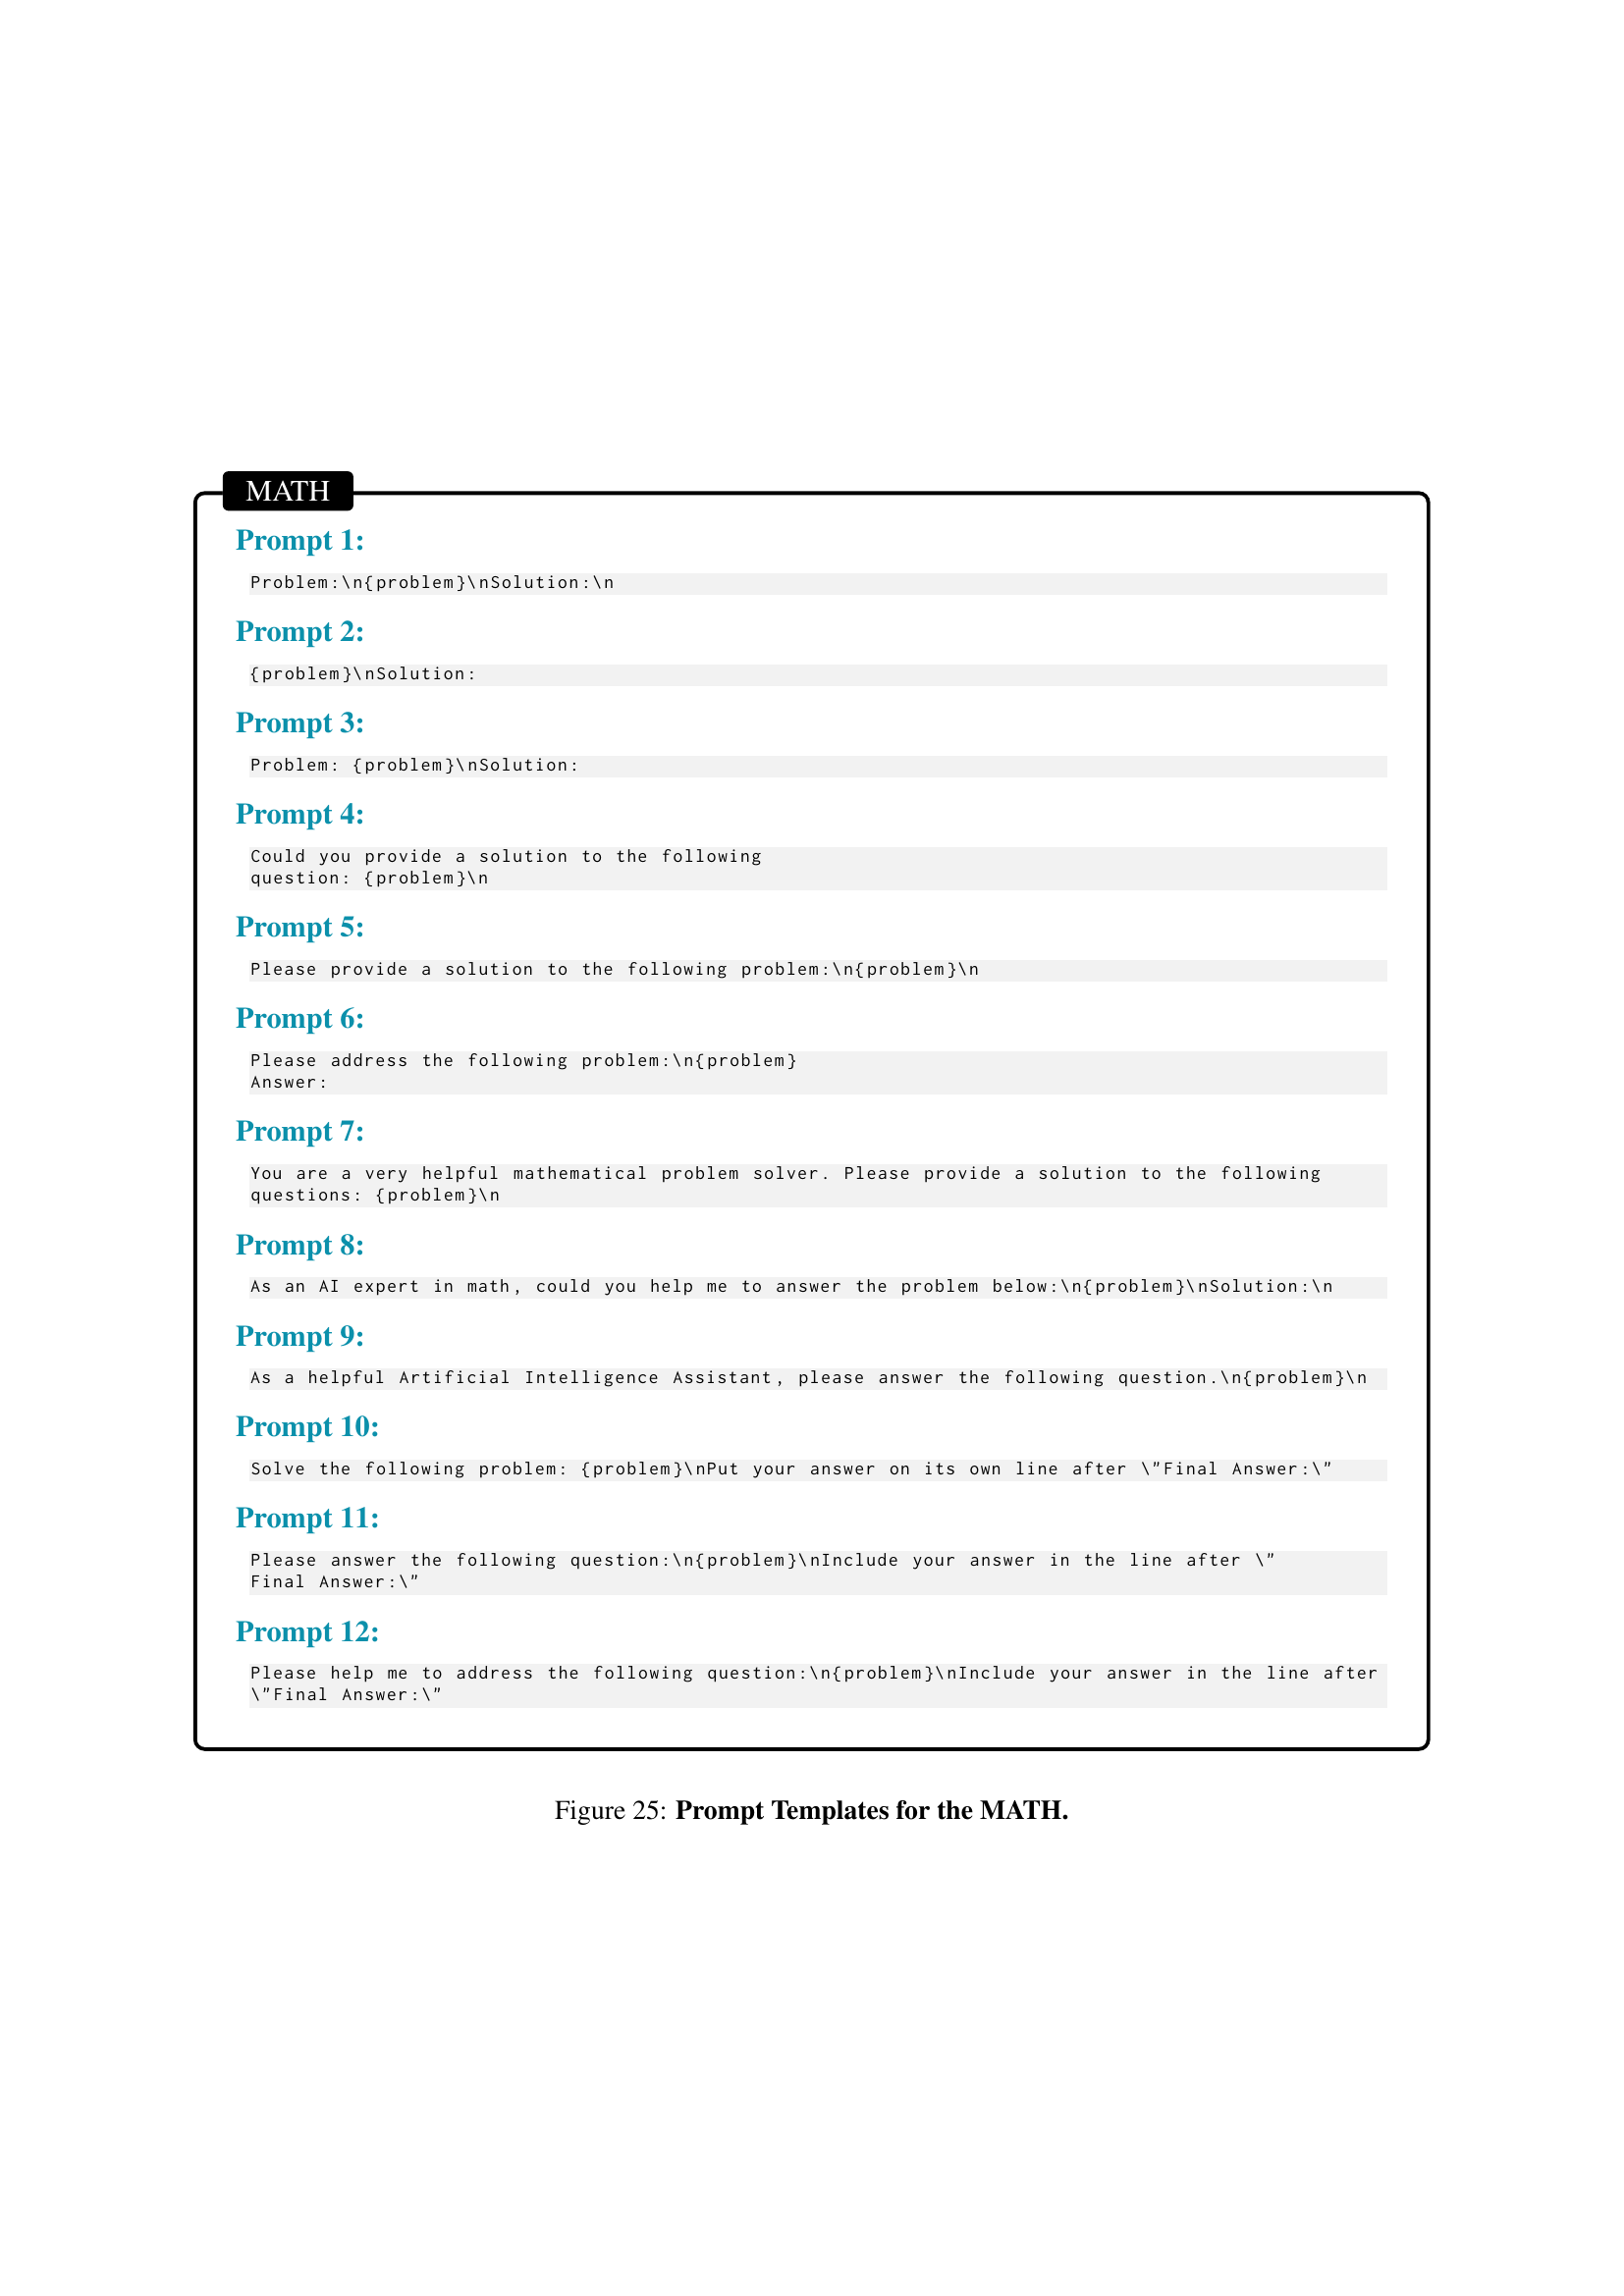 MATH
Prompt 1:
Problem:\n{problem}\nSolution:\n
Prompt 2:
{problem}\nSolution:
Prompt 3:
Problem: {problem}\nSolution:
Prompt 4:
Could you provide a solution to the following
question: {problem}\n
Prompt 5:
Please provide a solution to the following problem:\n{problem}\n
Prompt 6:
Please address the following problem:\n{problem}
Answer:
Prompt 7:
You are a very helpful mathematical problem solver. Please provide a solution to the following
questions: {problem}\n
Prompt 8:
As an AI expert in math, could you help me to answer the problem below:\n{problem}\nSolution:\n
Prompt 9:
As a helpful Artificial Intelligence Assistant, please answer the following question.\n{problem}\n
Prompt 10:
Solve the following problem: {problem}\nPut your answer on its own line after \"Final Answer:\"
Prompt 11:
Please answer the following question:\n{problem}\nInclude your answer in the line after \"
Final Answer:\"
Prompt 12:
Please help me to address the following question:\n{problem}\nInclude your answer in the line after
\"Final Answer:\"
Figure 25: Prompt Templates for the MATH.